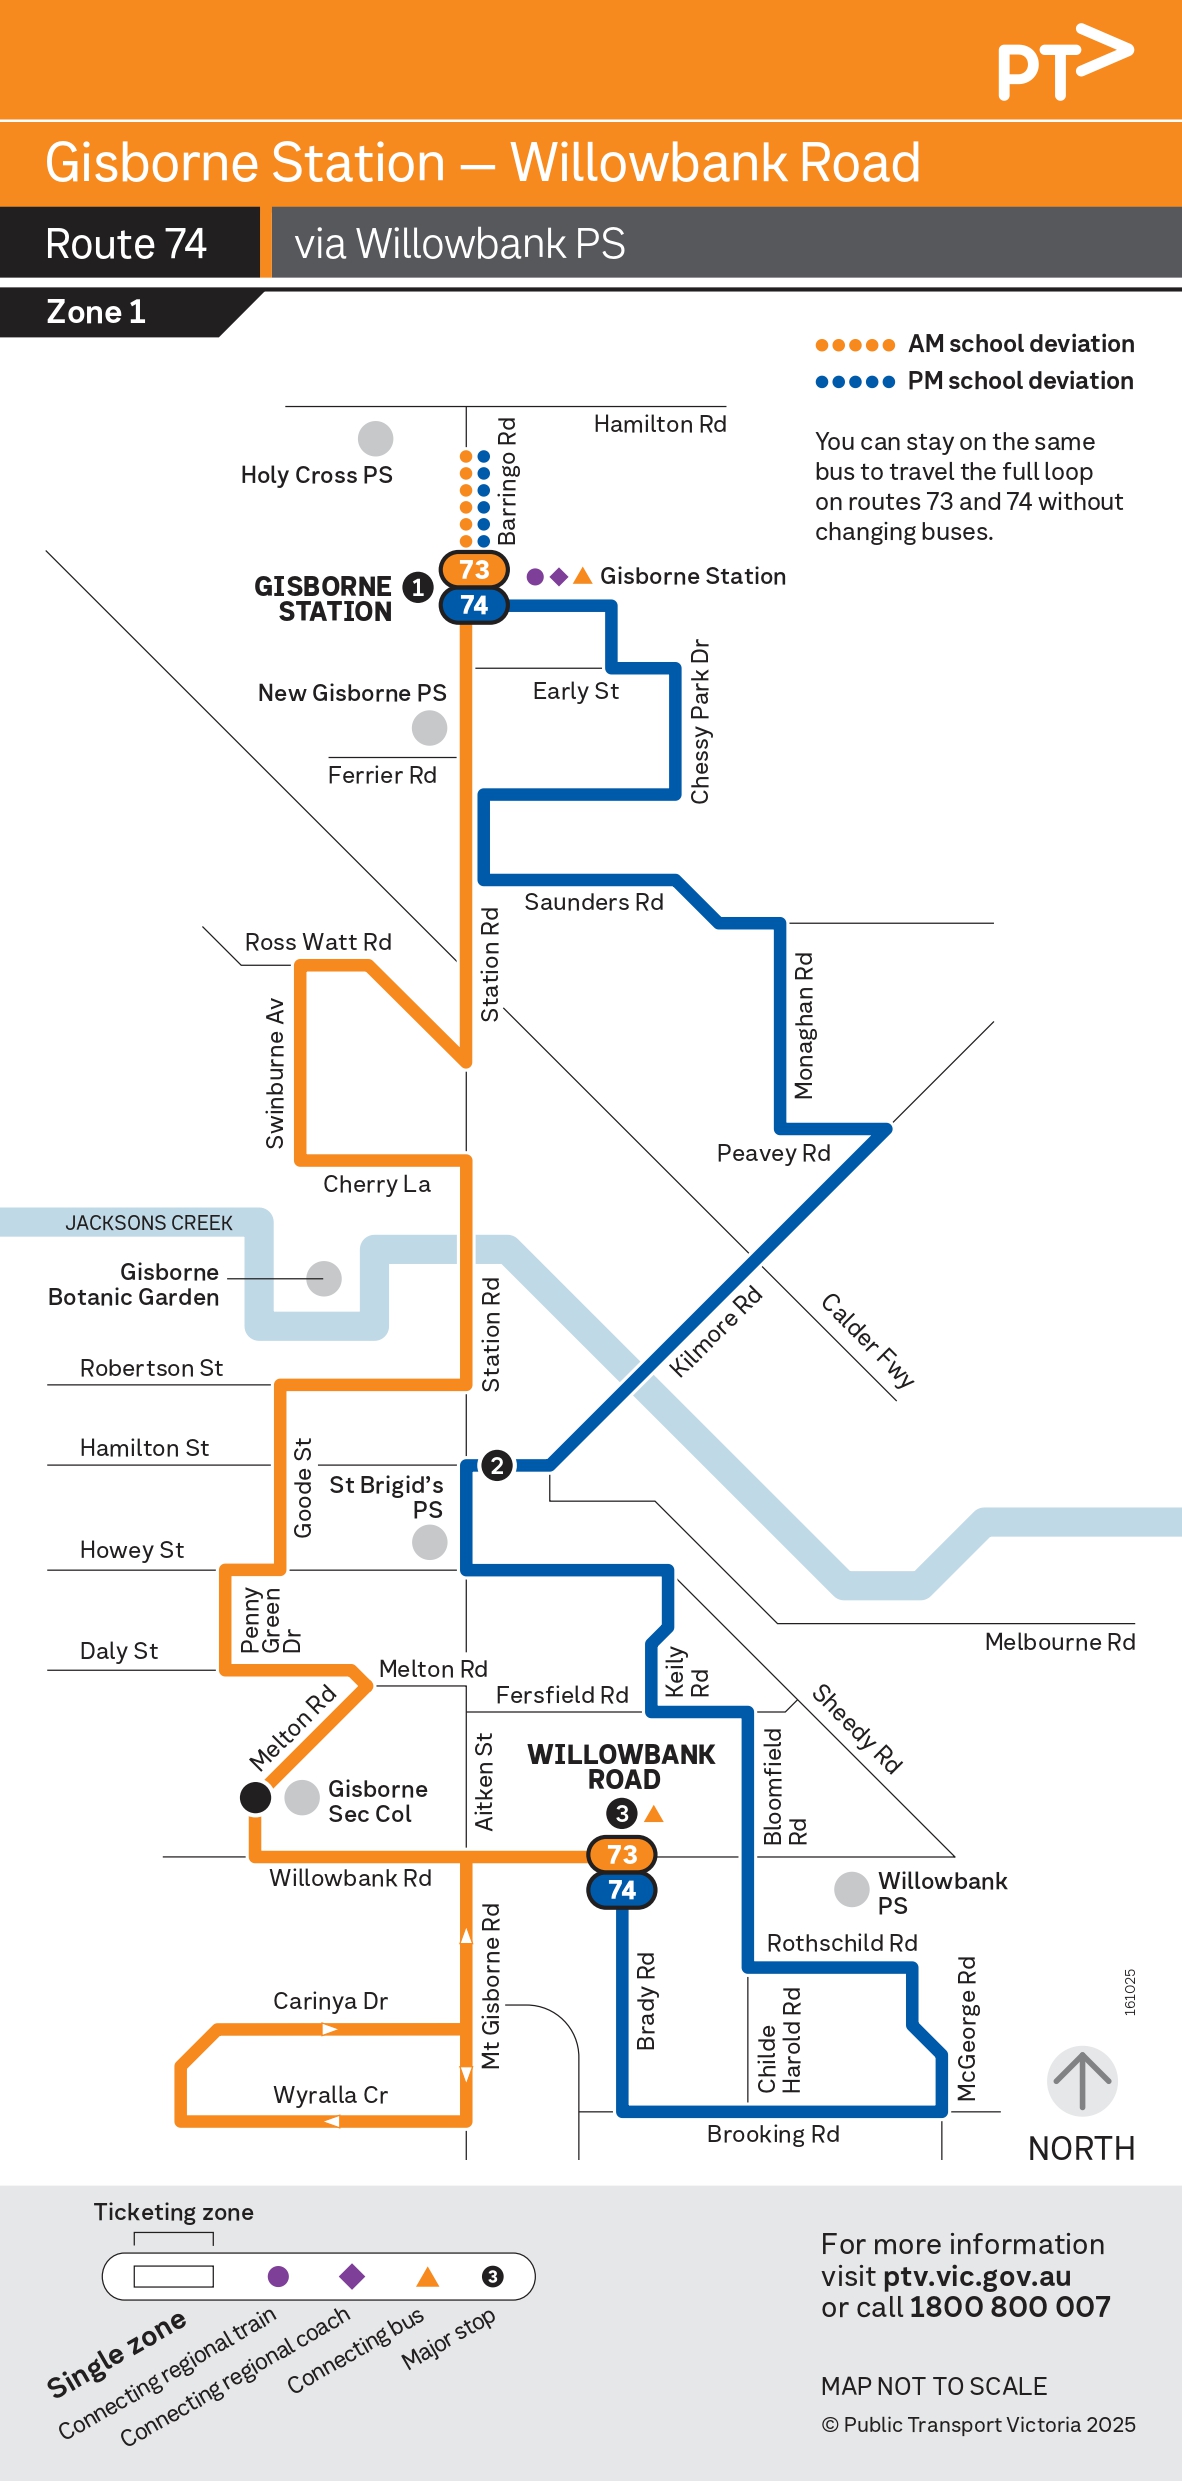 PT>
Gisborne Station — Willowbank Road
Route 74
via Willowbank PS
Zone 1
AM school deviation
PM school deviation
You can stay on the same
bus to travel the full loop
on routes 73 and 74 without
changing buses.
Hamilton Rd
Barringo Rd
Holy Cross PS
GISBORNE
STATION
1
73
74
Gisborne Station
Early St
Chessy Park Dr
New Gisborne PS
Ferrier Rd
Saunders Rd
Station Rd
Ross Watt Rd
Monaghan Rd
Swinburne Av
Peavey Rd
Cherry La
JACKSONS CREEK
Gisborne
Botanic Garden
Station Rd
Kilmore Rd
Calder Fwy
Robertson St
Hamilton St
Goode St
2
St Brigid's
PS
Howey St
Penny
Green
Dr
Daly St
Melton Rd
Melton Rd
Keily
Rd
Melbourne Rd
Fersfield Rd
Sheedy Rd
Bloomfield
Rd
Aitken St
WILLOWBANK
ROAD
3
73
74
Gisborne
Sec Col
Willowbank Rd
Willowbank
PS
Rothschild Rd
Mt Gisborne Rd
Brady Rd
Childe
Harold Rd
McGeorge Rd
Carinya Dr
Wyralla Cr
Brooking Rd
161025
NORTH
Ticketing zone
3
Single zone
Connecting regional train
Connecting regional coach
Connecting bus
Major stop
For more information
visit ptv.vic.gov.au
or call 1800 800 007
MAP NOT TO SCALE
© Public Transport Victoria 2025